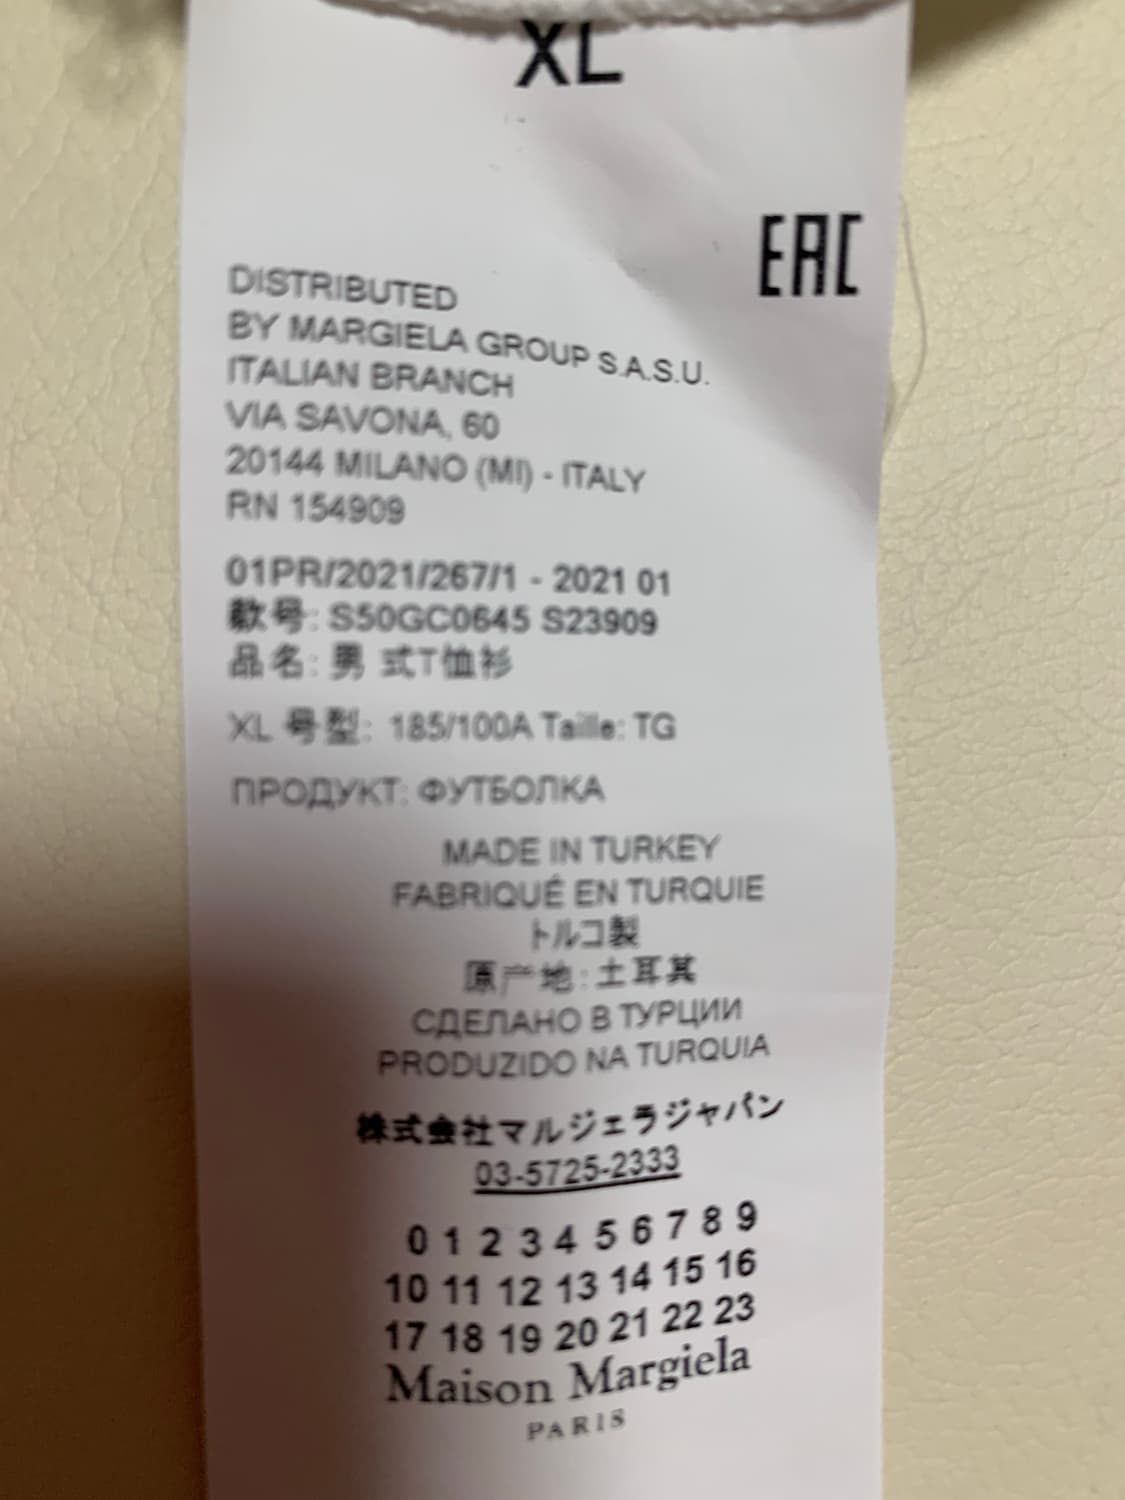 XL
EAC
DISTRIBUTED
BY MARGIELA GROUP S.A.S.U.
ITALIAN BRANCH
VIA SAVONA, 60
20144 MILANO (MI) - ITALY
RN 154909
01PR/2021/267/1 - 2021 01
款号: S50GC0645 S23909
品名: 男 式T恤衫
XL 号型: 185/100A Taille: TG
ПРОДУКТ: ФУТБОЛКА
MADE IN TURKEY
FABRIQUÉ EN TURQUIE
トルコ製
原产地: 土耳其
СДЕЛАНО В ТУРЦИИ
PRODUZIDO NA TURQUIA
株式会社マルジェラジャパン
03-5725-2333
0 1 2 3 4 5 6 7 8 9
10 11 12 13 14 15 16
17 18 19 20 21 22 23
Maison Margiela
PARIS